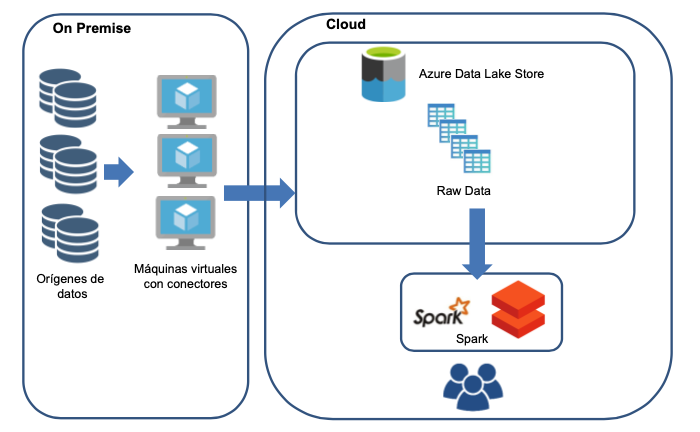 On Premise
Cloud
Azure Data Lake Store
Raw Data
Orígenes de
datos
Máquinas virtuales
con conectores
Spark
Spark